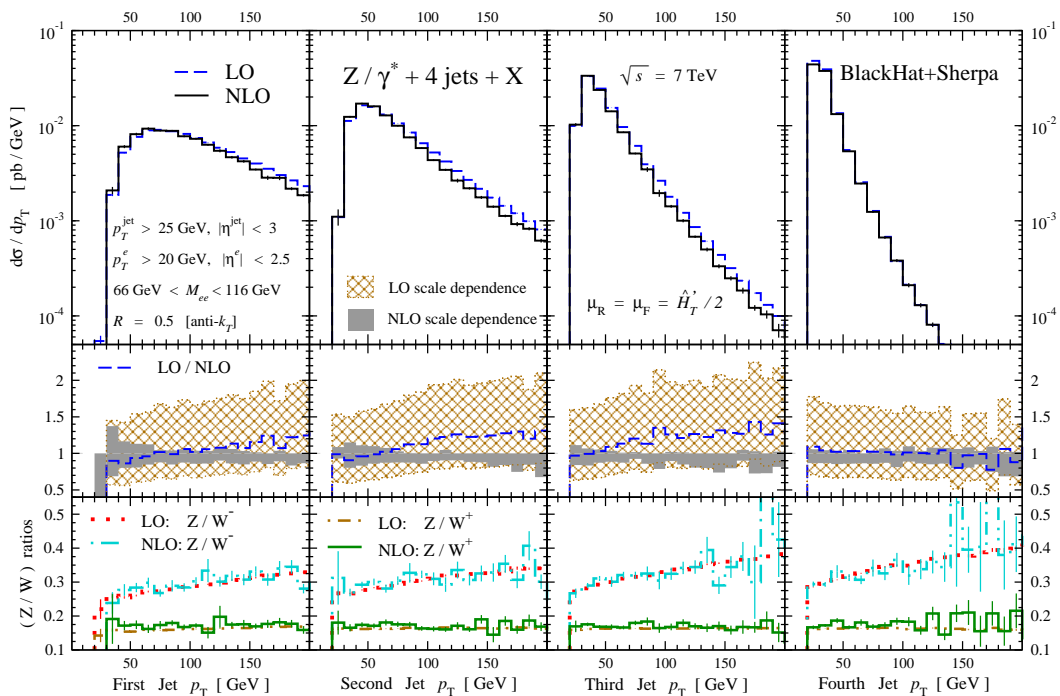 50 100 150 50 100 150 50 100 150 50 100 150
10^{-1} 10^{-1}
LO
NLO
Z / γ^* + 4 jets + X
√s = 7 TeV
BlackHat+Sherpa
10^{-2} 10^{-2}
dσ / dp_T [ pb / GeV ]
10^{-3} 10^{-3}
p_T^{jet} > 25 GeV, |η^{jet}| < 3
p_T^e > 20 GeV, |η^e| < 2.5
66 GeV < M_{ee} < 116 GeV
R = 0.5 [anti-k_T]
LO scale dependence
NLO scale dependence
μ_R = μ_F = Ĥ_T' / 2
10^{-4} 10^{-4}
LO / NLO
2 2
1.5 1.5
1 1
0.5 0.5
LO: Z / W^-
NLO: Z / W^-
LO: Z / W^+
NLO: Z / W^+
( Z / W ) ratios
0.5 0.5
0.4 0.4
0.3 0.3
0.2 0.2
0.1 0.1
50 100 150 50 100 150 50 100 150 50 100 150
First Jet p_T [ GeV ] Second Jet p_T [ GeV ] Third Jet p_T [ GeV ] Fourth Jet p_T [ GeV ]